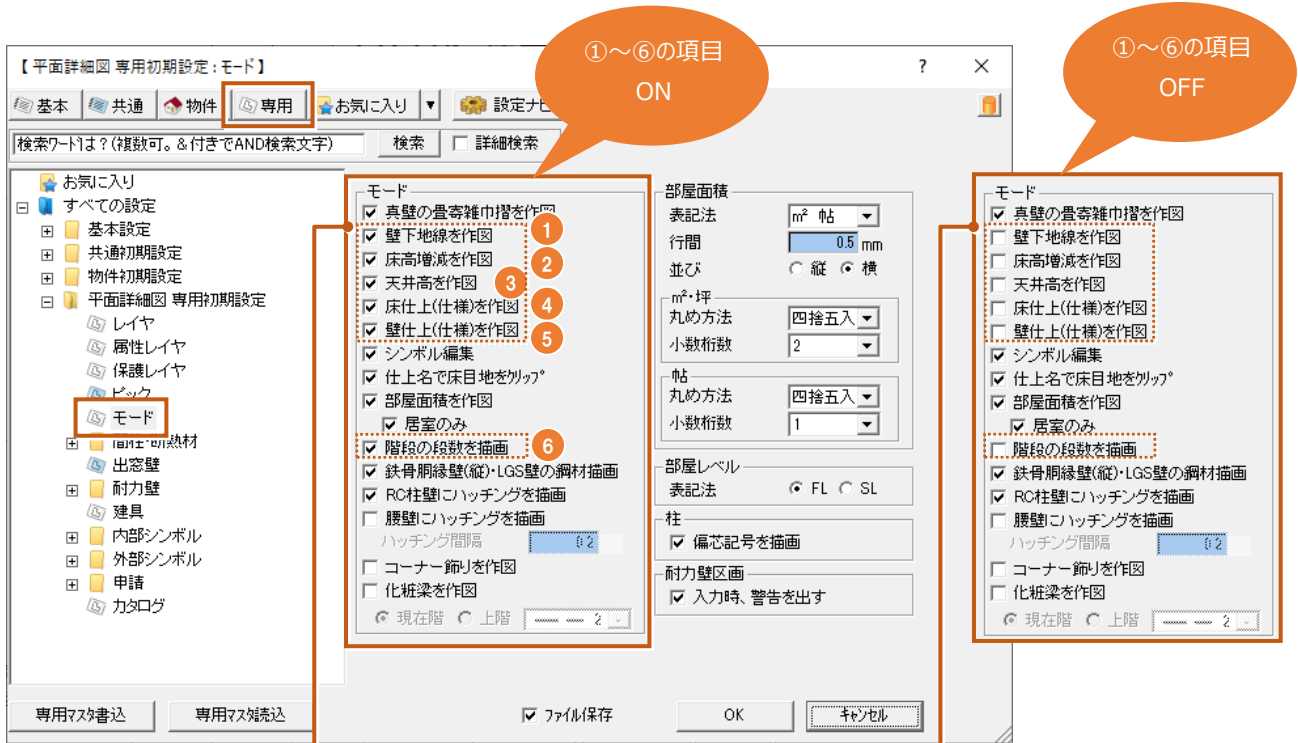 ①～⑥の項目
ON
①～⑥の項目
OFF
【 平面詳細図 専用初期設定 : モード 】
?
×
基本
共通
物件
専用
お気に入り
▼
設定ナビ
検索ワードは？(複数可。＆付きでAND検索文字)
検索
詳細検索
お気に入り
すべての設定
基本設定
共通初期設定
物件初期設定
平面詳細図 専用初期設定
レイヤ
属性レイヤ
保護レイヤ
ピック
モード
間柱・断熱材
出窓壁
耐力壁
建具
内部シンボル
外部シンボル
申請
カタログ
モード
真壁の畳寄雑巾摺を作図
壁下地線を作図
1
床高増減を作図
2
天井高を作図
3
床仕上(仕様)を作図
4
壁仕上(仕様)を作図
5
シンボル編集
仕上名で床目地をクリップ
部屋面積を作図
居室のみ
階段の段数を描画
6
鉄骨胴縁壁(縦)・LGS壁の鋼材描画
RC柱壁にハッチングを描画
腰壁にハッチングを描画
ハッチング間隔 0.2
コーナー飾りを作図
化粧梁を作図
現在階 上階 2
部屋面積
表記法 m² 帖
行間 0.5 mm
並び 縦 横
m²・坪
丸め方法 四捨五入
小数桁数 2
帖
丸め方法 四捨五入
小数桁数 1
部屋レベル
表記法 FL SL
柱
偏芯記号を描画
耐力壁区画
入力時、警告を出す
モード
真壁の畳寄雑巾摺を作図
壁下地線を作図
床高増減を作図
天井高を作図
床仕上(仕様)を作図
壁仕上(仕様)を作図
シンボル編集
仕上名で床目地をクリップ
部屋面積を作図
居室のみ
階段の段数を描画
鉄骨胴縁壁(縦)・LGS壁の鋼材描画
RC柱壁にハッチングを描画
腰壁にハッチングを描画
ハッチング間隔 0.2
コーナー飾りを作図
化粧梁を作図
現在階 上階 2
専用マスタ書込
専用マスタ読込
ファイル保存
OK
キャンセル